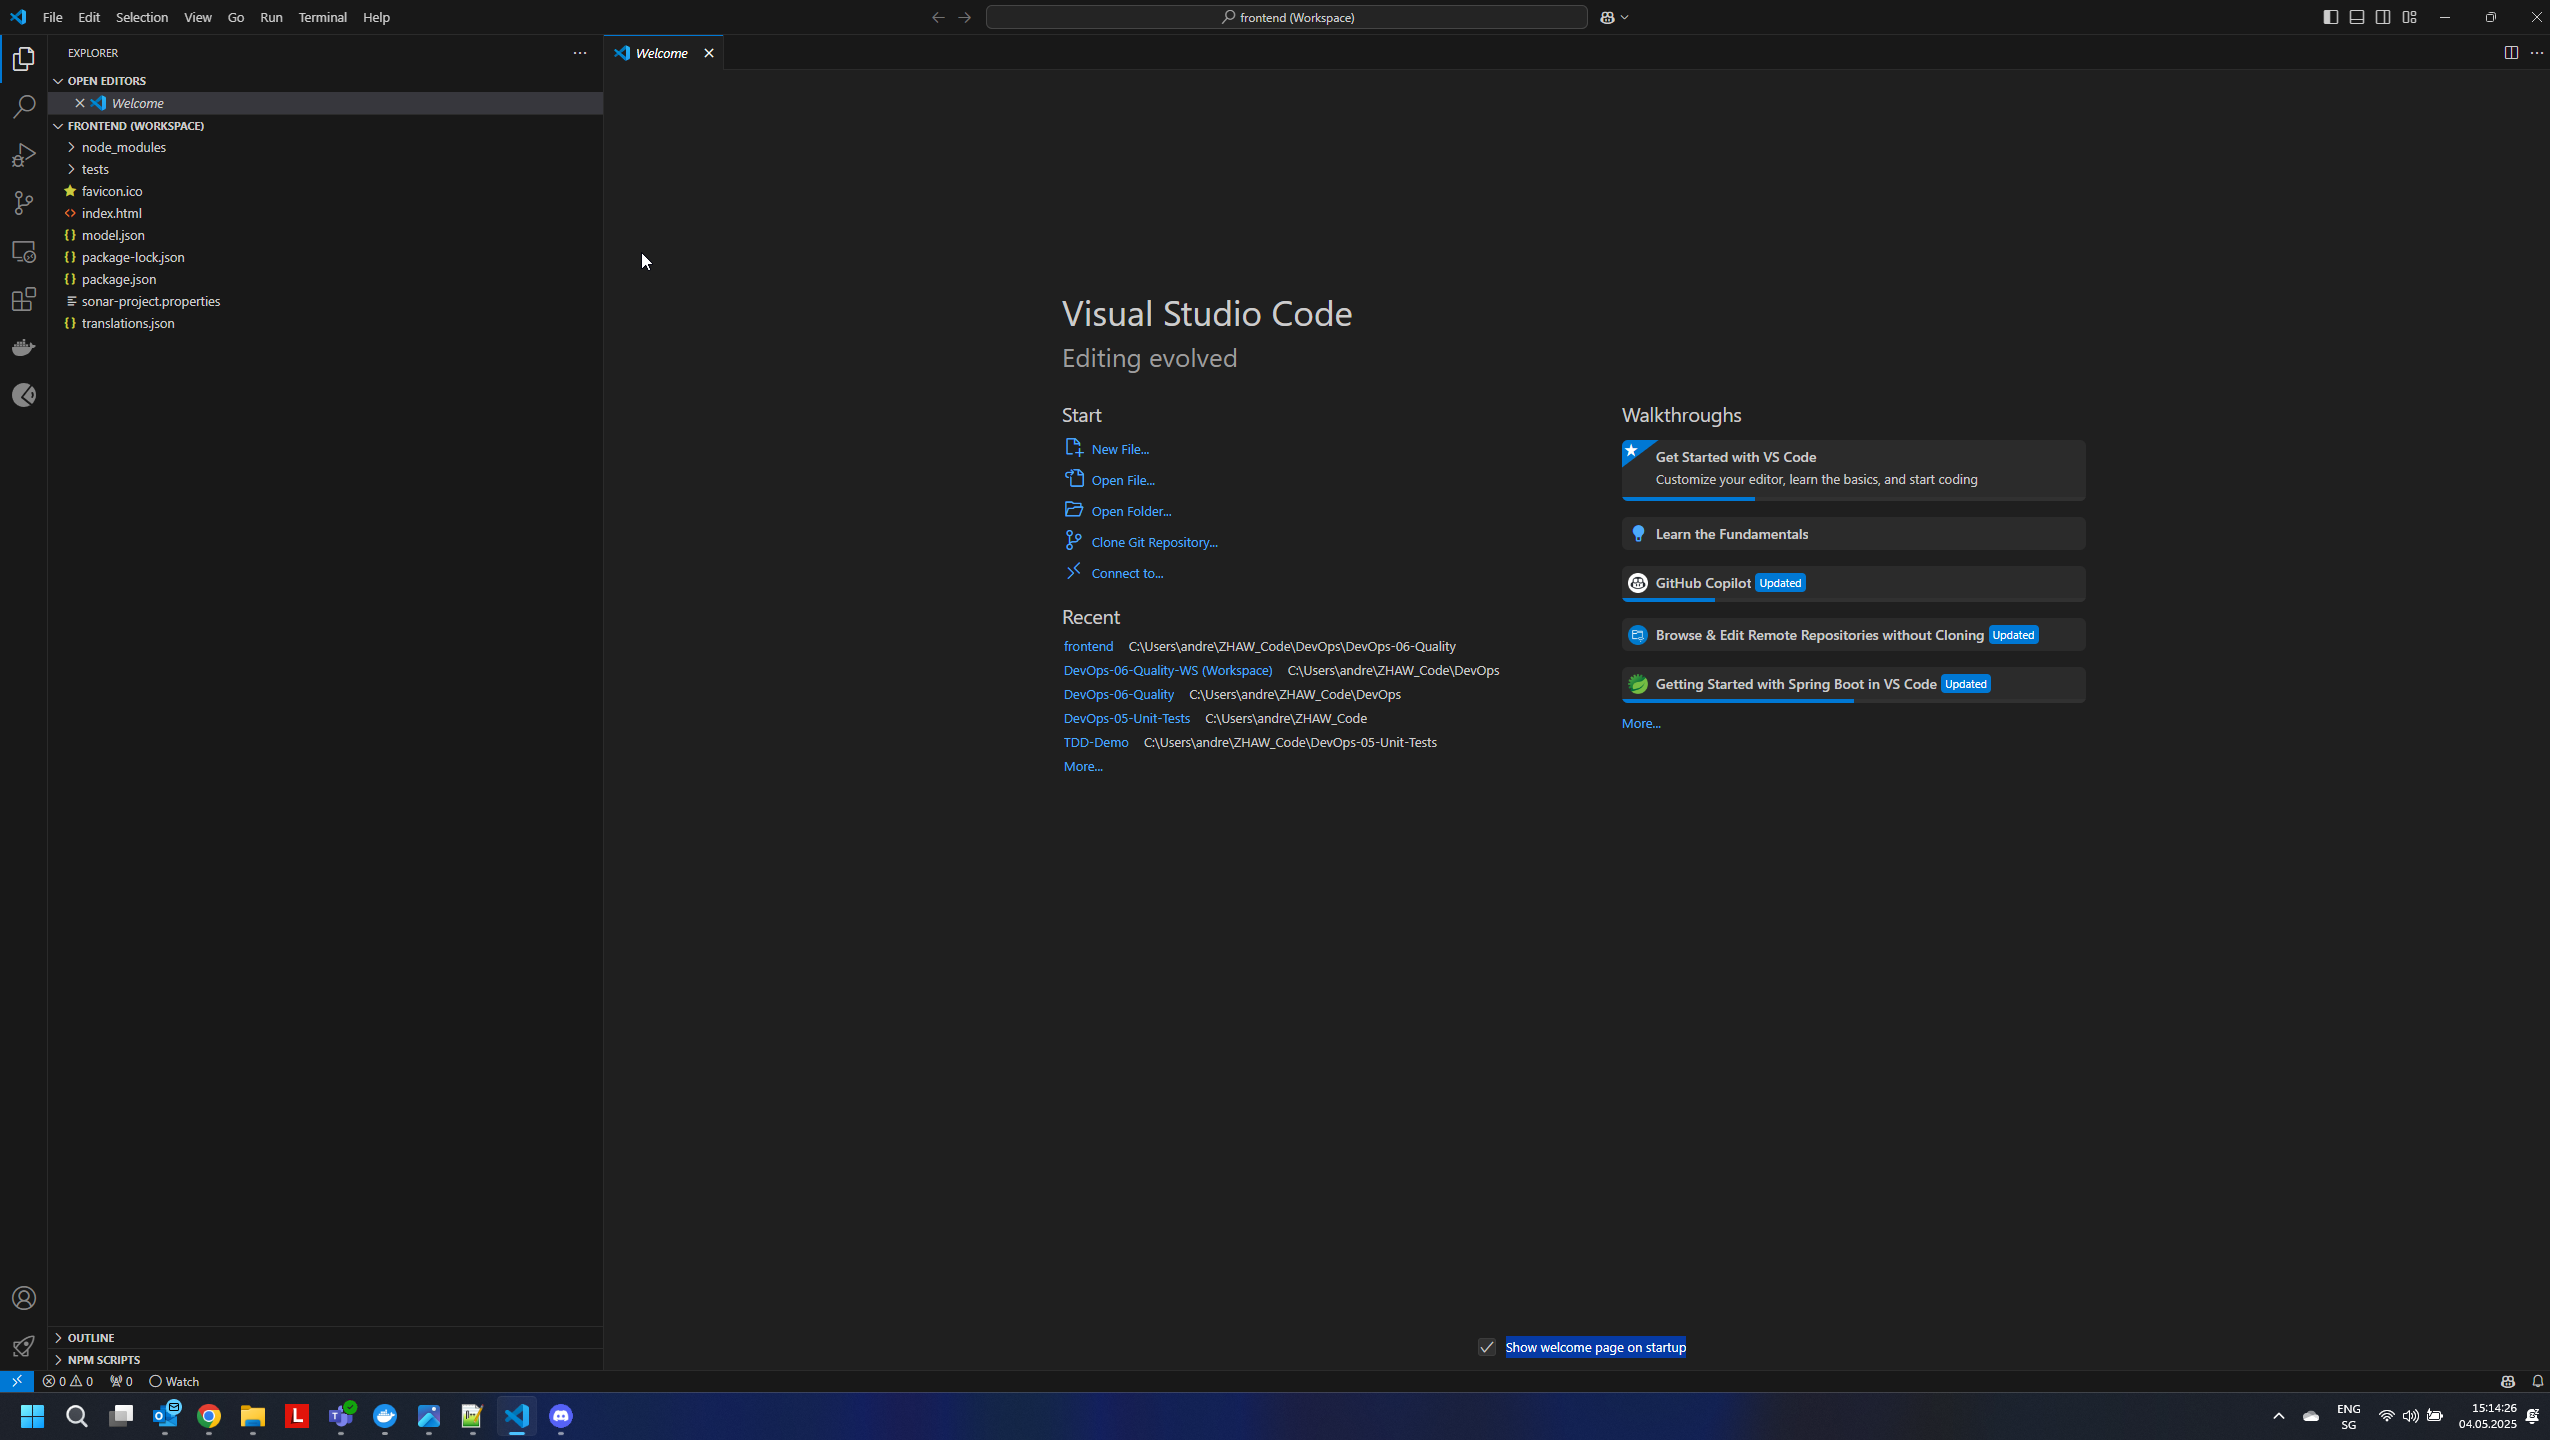 File Edit Selection View Go Run Terminal Help
frontend (Workspace)
EXPLORER
OPEN EDITORS
Welcome
FRONTEND (WORKSPACE)
node_modules
tests
favicon.ico
index.html
model.json
package-lock.json
package.json
sonar-project.properties
translations.json
OUTLINE
NPM SCRIPTS
Welcome
Visual Studio Code
Editing evolved
Start
New File...
Open File...
Open Folder...
Clone Git Repository...
Connect to...
Recent
frontend C:\Users\andre\ZHAW_Code\DevOps\DevOps-06-Quality
DevOps-06-Quality-WS (Workspace) C:\Users\andre\ZHAW_Code\DevOps
DevOps-06-Quality C:\Users\andre\ZHAW_Code\DevOps
DevOps-05-Unit-Tests C:\Users\andre\ZHAW_Code
TDD-Demo C:\Users\andre\ZHAW_Code\DevOps-05-Unit-Tests
More...
Walkthroughs
Get Started with VS Code
Customize your editor, learn the basics, and start coding
Learn the Fundamentals
GitHub Copilot Updated
Browse & Edit Remote Repositories without Cloning Updated
Getting Started with Spring Boot in VS Code Updated
More...
Show welcome page on startup
0 0 0 Watch
L
ENG
SG
15:14:26
04.05.2025